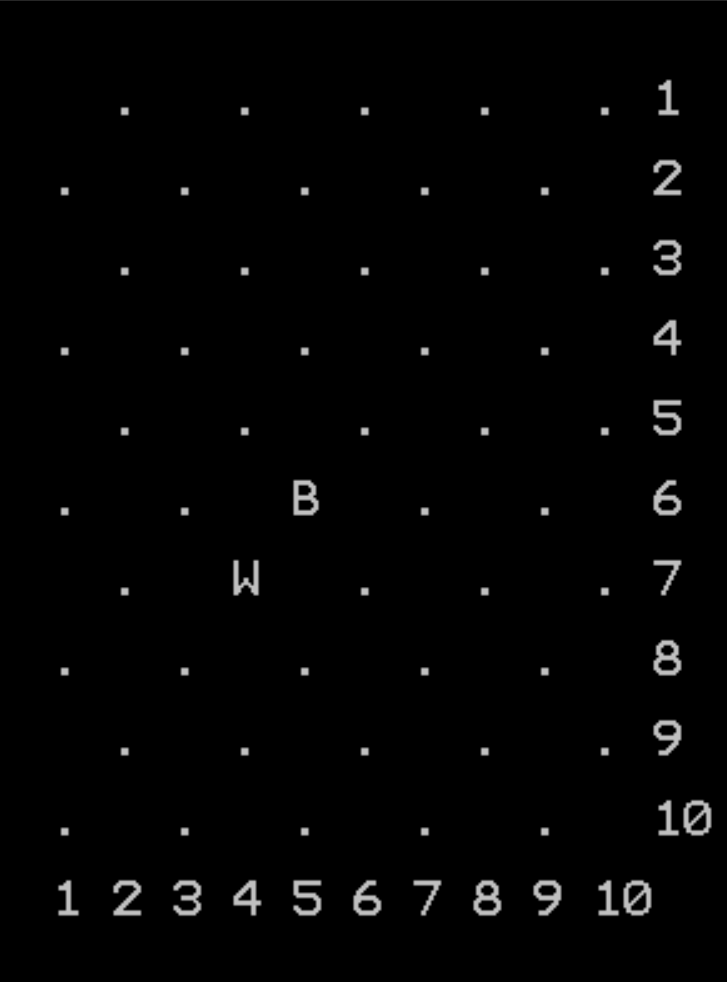 . . . . . 1
. . . . . 2
. . . . . 3
. . . . . 4
. . . . . 5
. . B . . 6
. W . . . 7
. . . . . 8
. . . . . 9
. . . . . 10
1 2 3 4 5 6 7 8 9 10